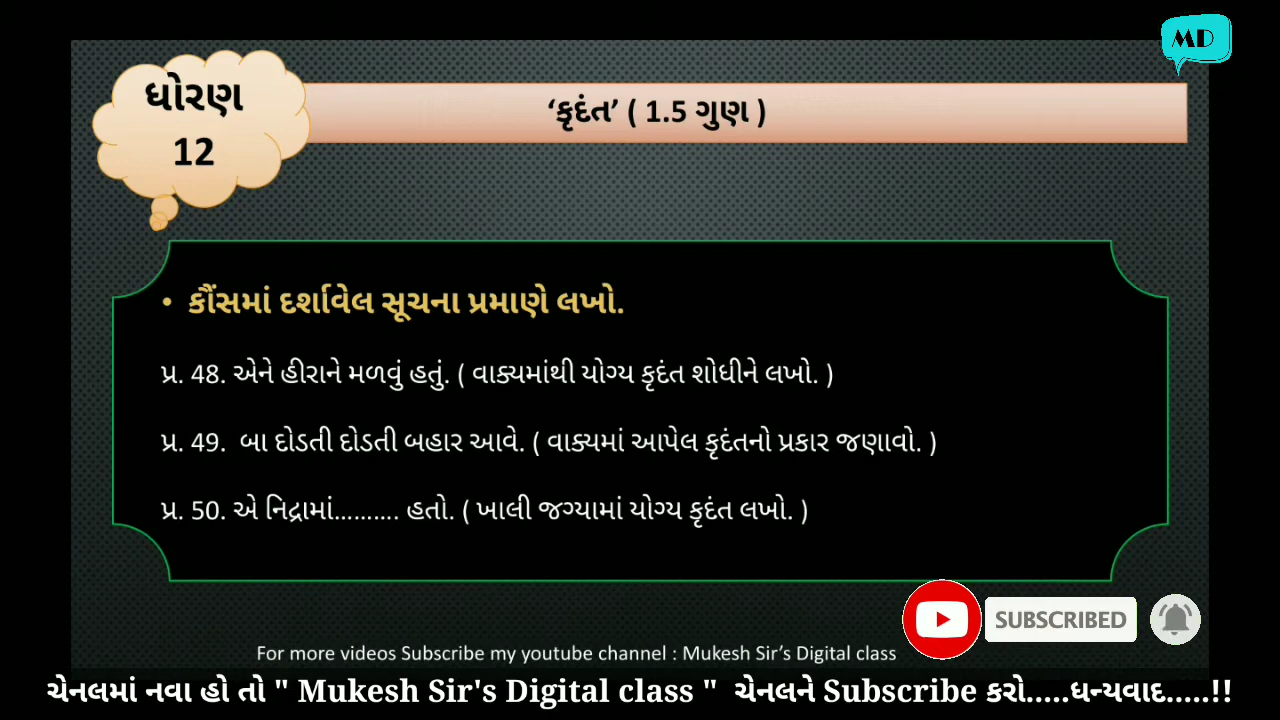 MD
ધોરણ
12
‘કૃદંત’ ( 1.5 ગુણ )
• કૌંસમાં દર્શાવેલ સૂચના પ્રમાણે લખો.
પ્ર. 48. એને હીરાને મળવું હતું. ( વાક્યમાંથી યોગ્ય કૃદંત શોધીને લખો. )
પ્ર. 49. બા દોડતી દોડતી બહાર આવે. ( વાક્યમાં આપેલ કૃદંતનો પ્રકાર જણાવો. )
પ્ર. 50. એ નિદ્રામાં.......... હતો. ( ખાલી જગ્યામાં યોગ્ય કૃદંત લખો. )
SUBSCRIBED
For more videos Subscribe my youtube channel : Mukesh Sir’s Digital class
ચેનલમાં નવા હો તો " Mukesh Sir's Digital class " ચેનલને Subscribe કરો.....ધન્યવાદ.....!!